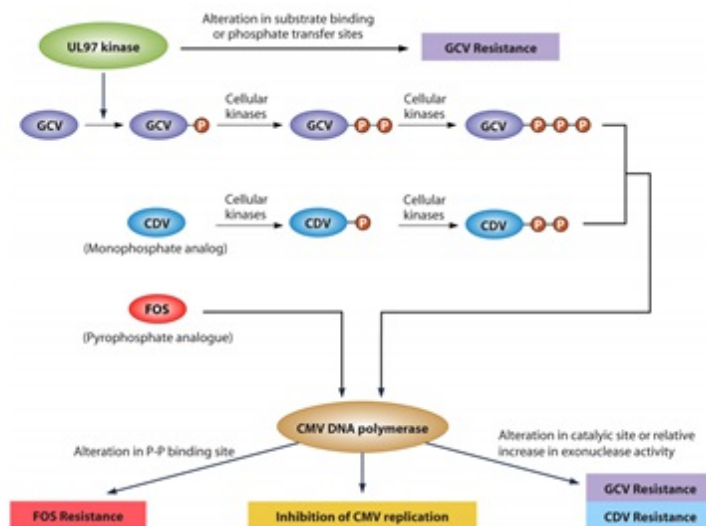 Alteration in substrate binding
or phosphate transfer sites
UL97 kinase
GCV Resistance
Cellular
kinases
Cellular
kinases
GCV
GCV
P
GCV
P P
GCV
P P P
Cellular
kinases
Cellular
kinases
CDV
CDV
P
CDV
P P
(Monophosphate analog)
FOS
(Pyrophosphate analogue)
CMV DNA polymerase
Alteration in P-P binding site
Alteration in catalyic site or relative
increase in exonuclease activity
GCV Resistance
FOS Resistance
Inhibition of CMV replication
CDV Resistance